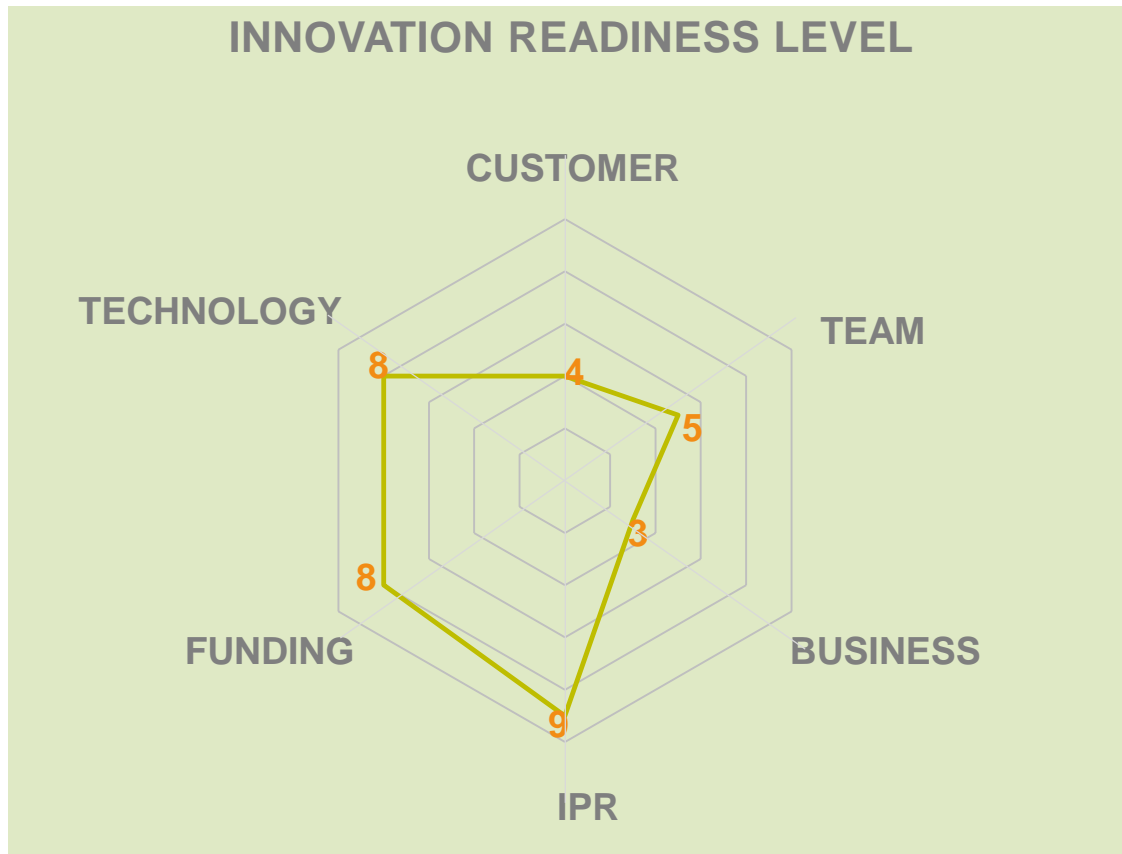 INNOVATION READINESS LEVEL
CUSTOMER
TECHNOLOGY
TEAM
8
4
5
3
8
FUNDING
BUSINESS
9
IPR